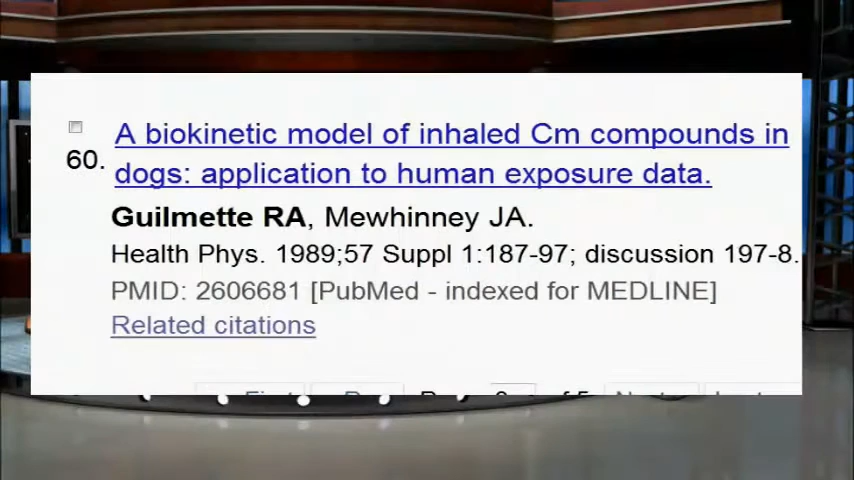 A biokinetic model of inhaled Cm compounds in
60.
dogs: application to human exposure data.
Guilmette RA, Mewhinney JA.
Health Phys. 1989;57 Suppl 1:187-97; discussion 197-8.
PMID: 2606681 [PubMed - indexed for MEDLINE]
Related citations